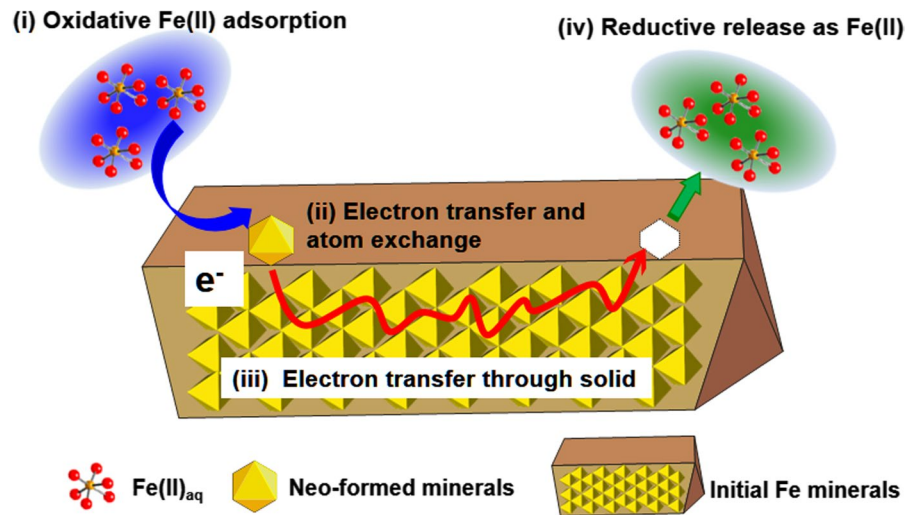 (i) Oxidative Fe(II) adsorption
(iv) Reductive release as Fe(II)
(ii) Electron transfer and
atom exchange
e⁻
(iii) Electron transfer through solid
Fe(II)aq
Neo-formed minerals
Initial Fe minerals